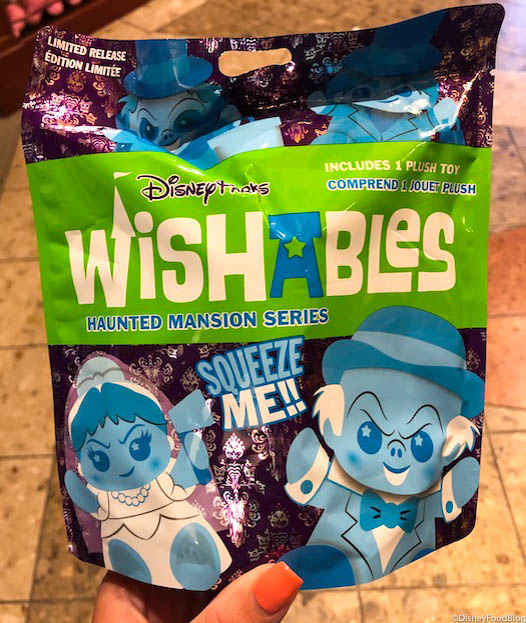 LIMITED RELEASE
ÉDITION LIMITÉE
Disney Parks
INCLUDES 1 PLUSH TOY
COMPREND 1 JOUET PLUSH
WiSHABLes
HAUNTED MANSION SERIES
SQUEEZE
ME!!
©DisneyFoodBlog